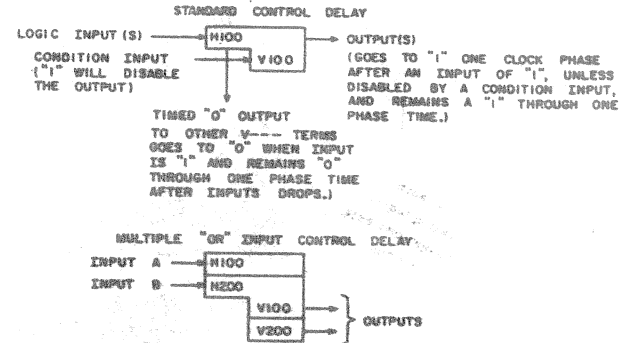 STANDARD CONTROL DELAY
LOGIC INPUT (S)
H100
OUTPUT(S)
CONDITION INPUT
("1" WILL DISABLE
THE OUTPUT)
V100
(GOES TO "1" ONE CLOCK PHASE
AFTER AN INPUT OF "1", UNLESS
DISABLED BY A CONDITION INPUT,
AND REMAINS A "1" THROUGH ONE
PHASE TIME.)
TIMED "0" OUTPUT
TO OTHER V--- TERMS
GOES TO "0" WHEN INPUT
IS "1" AND REMAINS "0"
THROUGH ONE PHASE TIME
AFTER INPUTS DROPS.)
MULTIPLE "OR" INPUT CONTROL DELAY
INPUT A
H100
INPUT B
H200
V100
V200
OUTPUTS